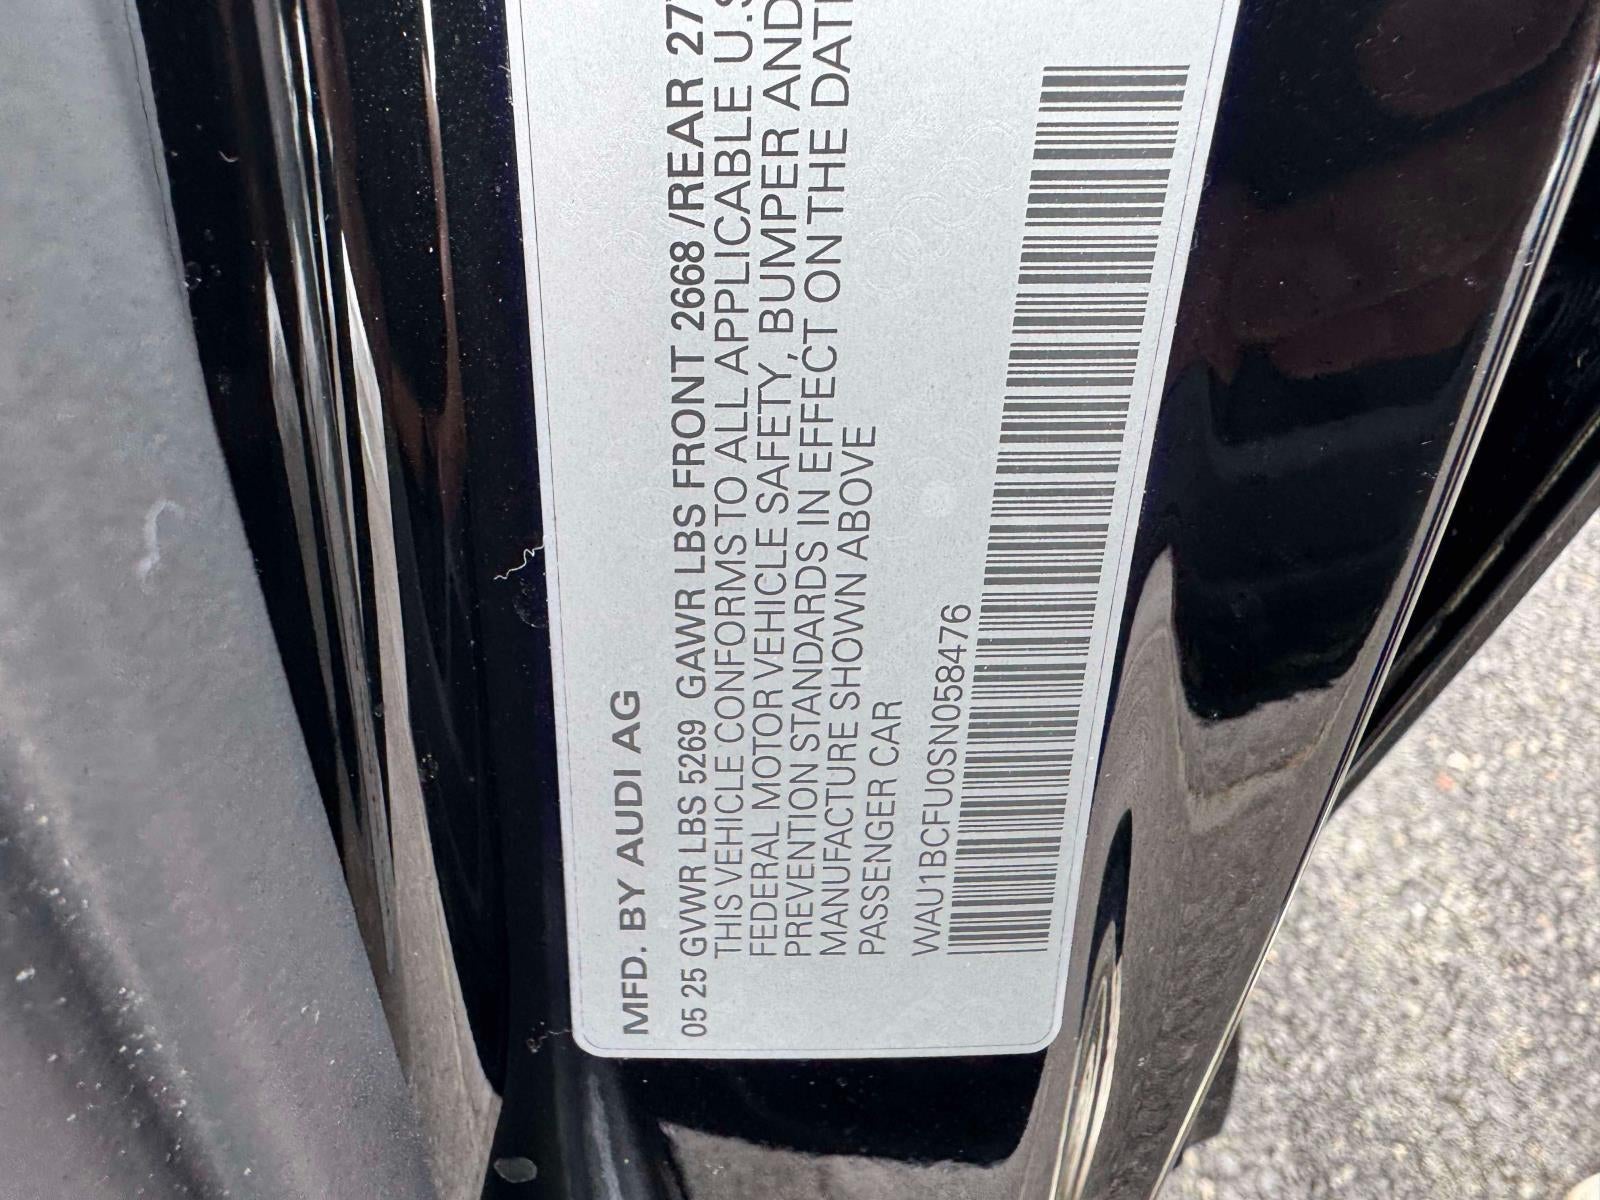 MFD. BY AUDI AG
05 25 GVWR LBS 5269 GAWR LBS FRONT 2668 /REAR
THIS VEHICLE CONFORMS TO ALL APPLICABLE
FEDERAL MOTOR VEHICLE SAFETY, BUMPER AND
PREVENTION STANDARDS IN EFFECT ON THE
MANUFACTURE SHOWN ABOVE
PASSENGER CAR
WAU1BCFU0SN058476